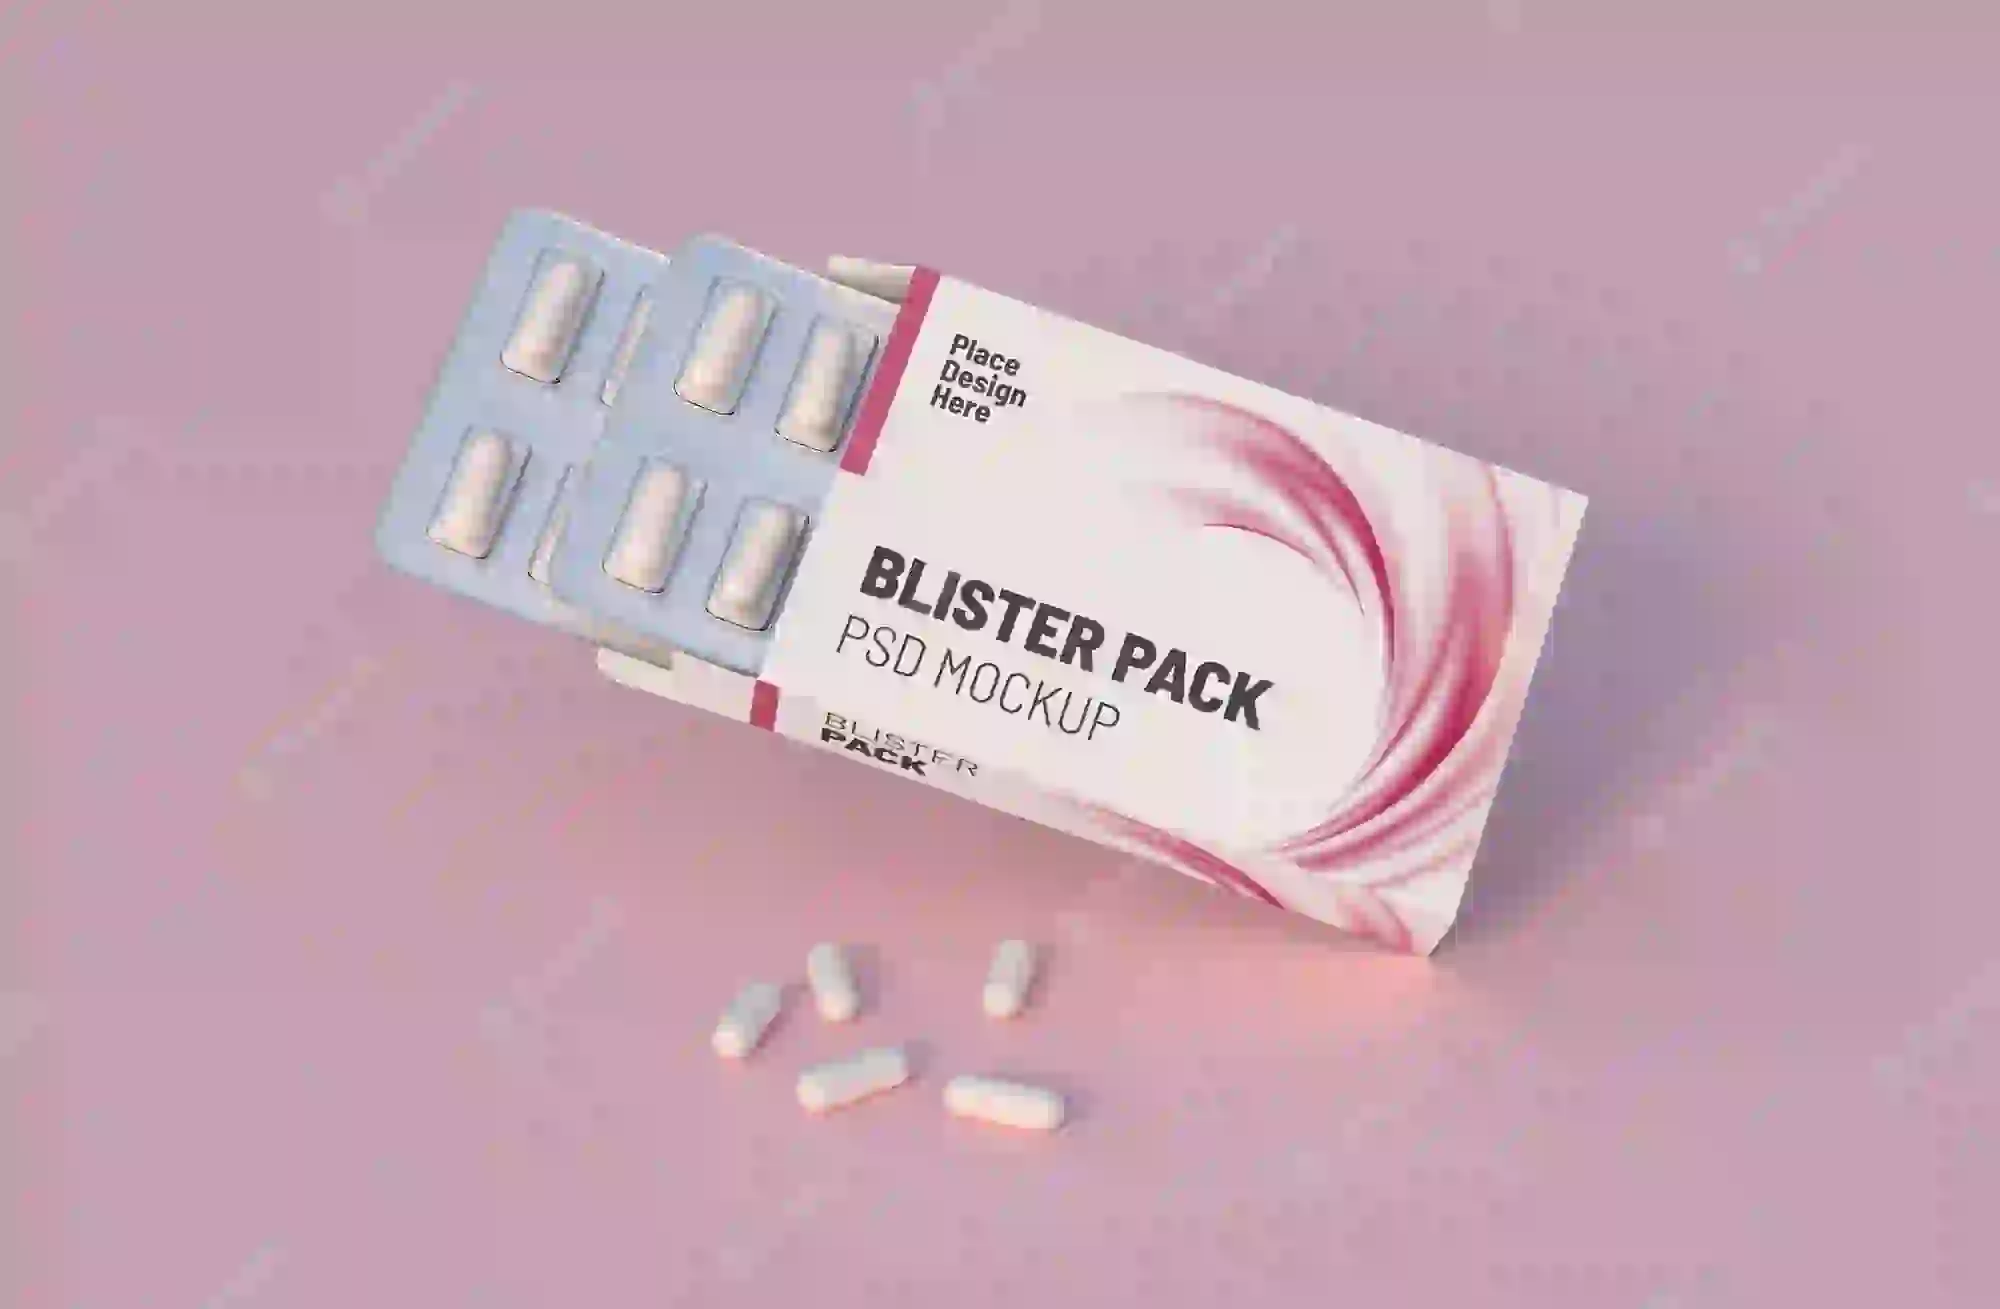 Place
Design
Here
BLISTER PACK
PSD MOCKUP
BLISTER
PACK